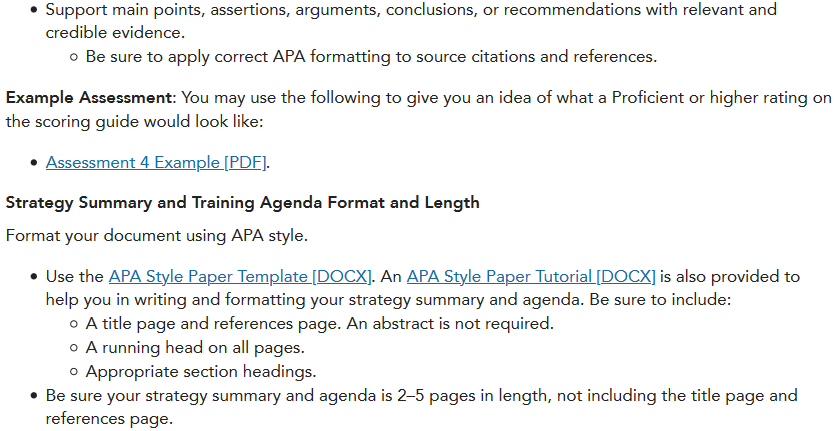 • Support main points, assertions, arguments, conclusions, or recommendations with relevant and
credible evidence.
◦ Be sure to apply correct APA formatting to source citations and references.
Example Assessment: You may use the following to give you an idea of what a Proficient or higher rating on
the scoring guide would look like:
• Assessment 4 Example [PDF].
Strategy Summary and Training Agenda Format and Length
Format your document using APA style.
• Use the APA Style Paper Template [DOCX]. An APA Style Paper Tutorial [DOCX] is also provided to
help you in writing and formatting your strategy summary and agenda. Be sure to include:
◦ A title page and references page. An abstract is not required.
◦ A running head on all pages.
◦ Appropriate section headings.
• Be sure your strategy summary and agenda is 2–5 pages in length, not including the title page and
references page.